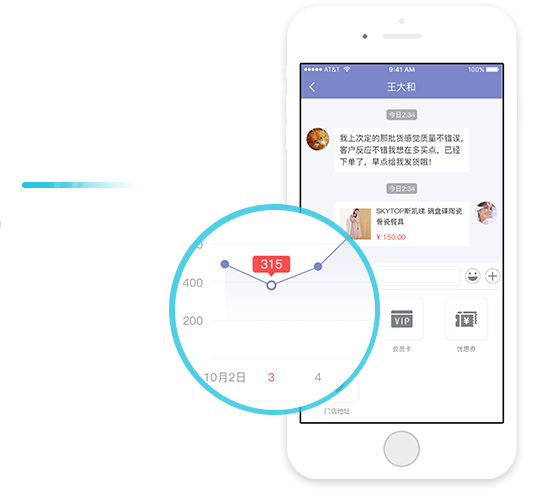 AT&T 9:41 AM 100%
王大和
今日2:34
我上次定的那批货感觉质量不错诶,
客户反应不错我想在多买点,已经
下单了,早点给我发货哦!
今日2:34
SKYTOP斯凯绨 碗盘碟陶瓷
骨瓷餐具
¥ 150.00
315
400
200
10月2日 3 4
VIP
会员卡 优惠券
门店地址